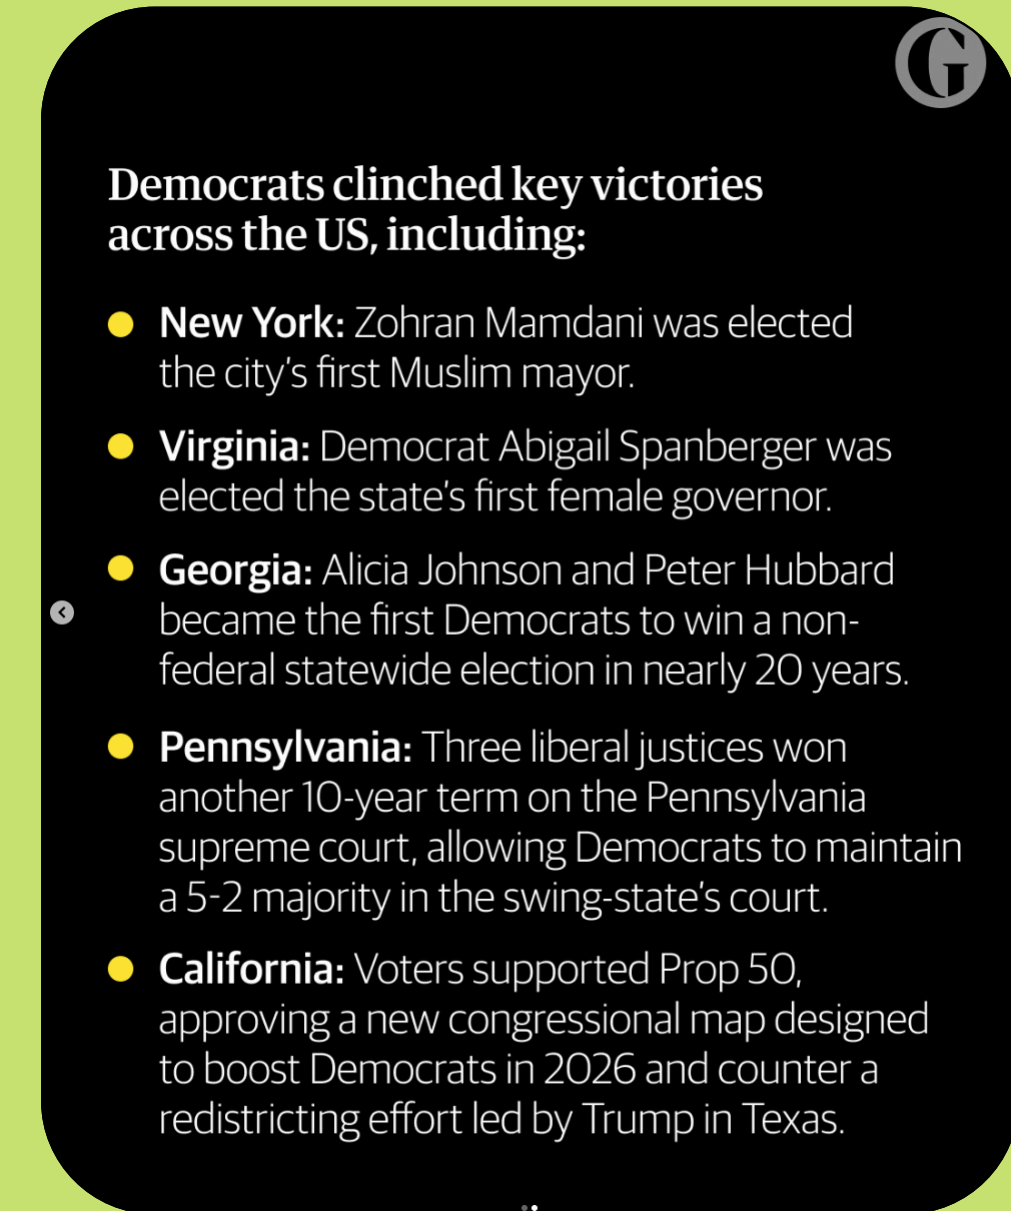 G
Democrats clinched key victories
across the US, including:
New York: Zohran Mamdani was elected
the city's first Muslim mayor.
Virginia: Democrat Abigail Spanberger was
elected the state's first female governor.
Georgia: Alicia Johnson and Peter Hubbard
became the first Democrats to win a non-
federal statewide election in nearly 20 years.
Pennsylvania: Three liberal justices won
another 10-year term on the Pennsylvania
supreme court, allowing Democrats to maintain
a 5-2 majority in the swing-state's court.
California: Voters supported Prop 50,
approving a new congressional map designed
to boost Democrats in 2026 and counter a
redistricting effort led by Trump in Texas.